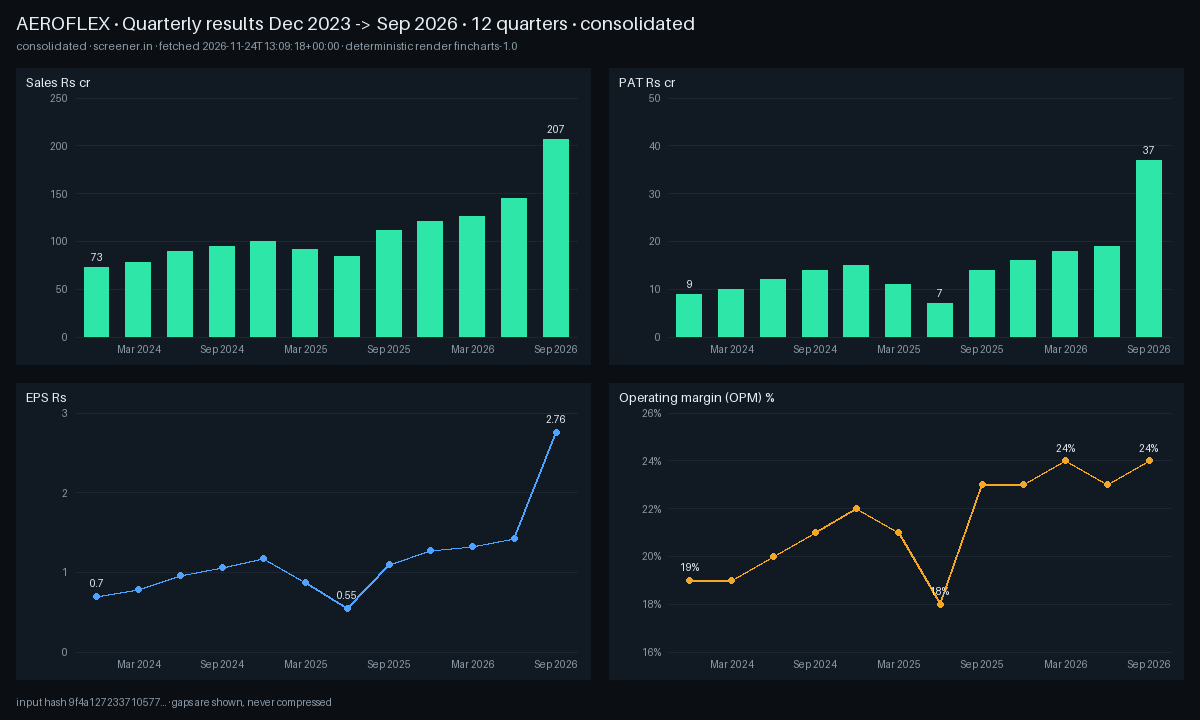 AEROFLEX · Quarterly results Dec 2023 -> Sep 2026 · 12 quarters · consolidated
consolidated · screener.in · fetched 2026-11-24T13:09:18+00:00 · deterministic render fincharts-1.0
Sales Rs cr
250
200
150
100
50
0
73
207
Mar 2024
Sep 2024
Mar 2025
Sep 2025
Mar 2026
Sep 2026
PAT Rs cr
50
40
30
20
10
0
9
7
37
Mar 2024
Sep 2024
Mar 2025
Sep 2025
Mar 2026
Sep 2026
EPS Rs
3
2
1
0
0.7
0.55
2.76
Mar 2024
Sep 2024
Mar 2025
Sep 2025
Mar 2026
Sep 2026
Operating margin (OPM) %
26%
24%
22%
20%
18%
16%
19%
18%
24%
24%
Mar 2024
Sep 2024
Mar 2025
Sep 2025
Mar 2026
Sep 2026
input hash 9f4a127233710577… · gaps are shown, never compressed